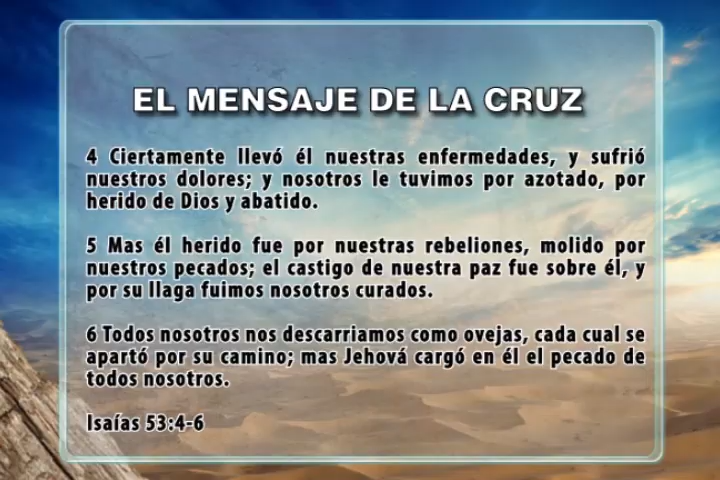 EL MENSAJE DE LA CRUZ
4 Ciertamente llevó él nuestras enfermedades, y sufrió
nuestros dolores; y nosotros le tuvimos por azotado, por
herido de Dios y abatido.
5 Mas él herido fue por nuestras rebeliones, molido por
nuestros pecados; el castigo de nuestra paz fue sobre él, y
por su llaga fuimos nosotros curados.
6 Todos nosotros nos descarriamos como ovejas, cada cual se
apartó por su camino; mas Jehová cargó en él el pecado de
todos nosotros.
Isaías 53:4-6